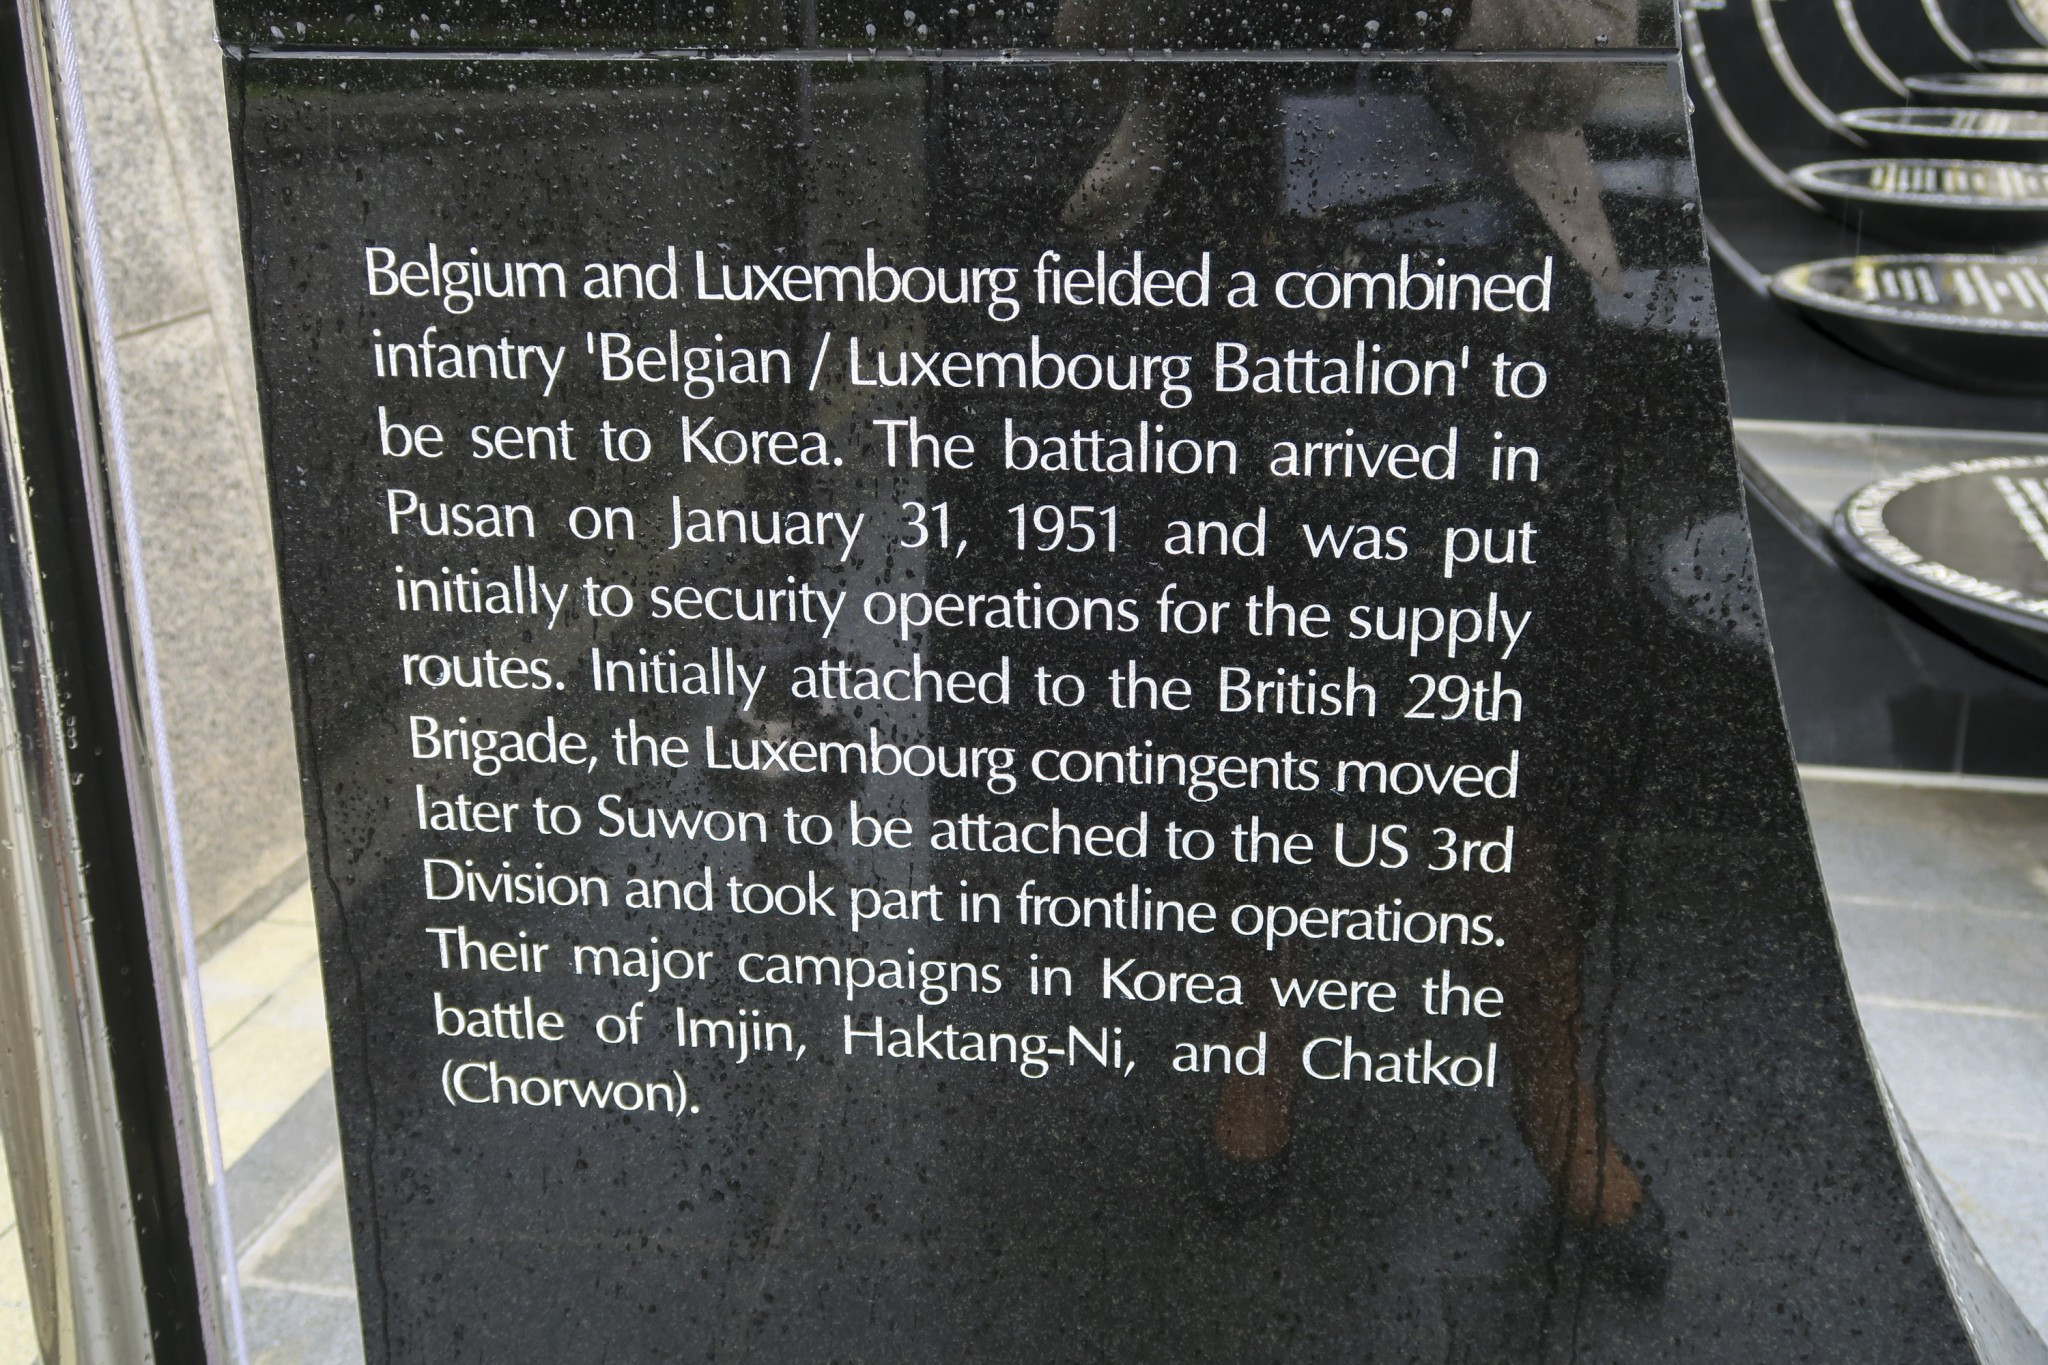 Belgium and Luxembourg fielded a combined
infantry 'Belgian / Luxembourg Battalion' to
be sent to Korea. The battalion arrived in
Pusan on January 31, 1951 and was put
initially to security operations for the supply
routes. Initially attached to the British 29th
Brigade, the Luxembourg contingents moved
later to Suwon to be attached to the US 3rd
Division and took part in frontline operations.
Their major campaigns in Korea were the
battle of Imjin, Haktang-Ni, and Chatkol
(Chorwon).